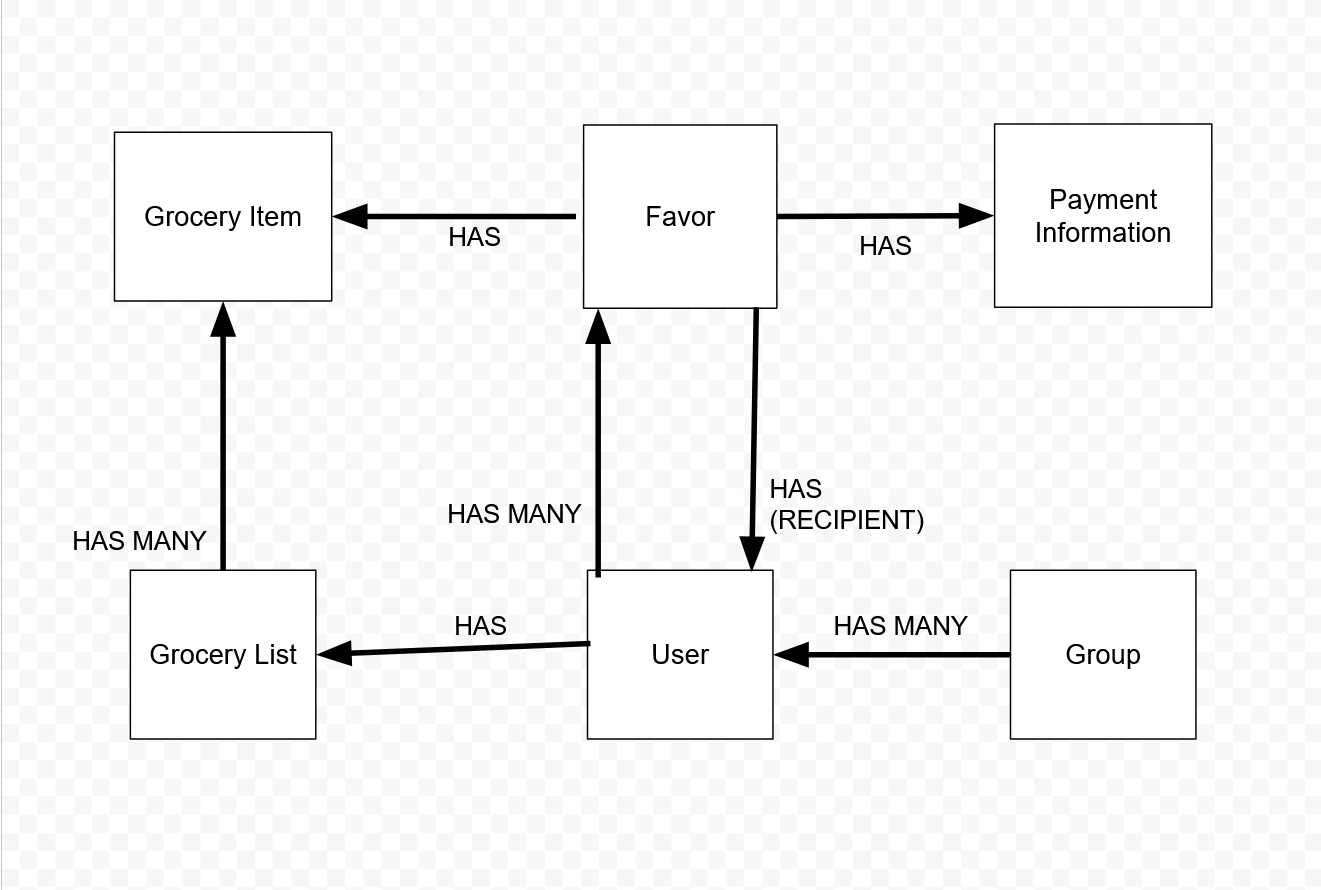 Grocery Item
HAS
Favor
HAS
Payment
Information
HAS MANY
HAS MANY
HAS
(RECIPIENT)
Grocery List
HAS
User
HAS MANY
Group